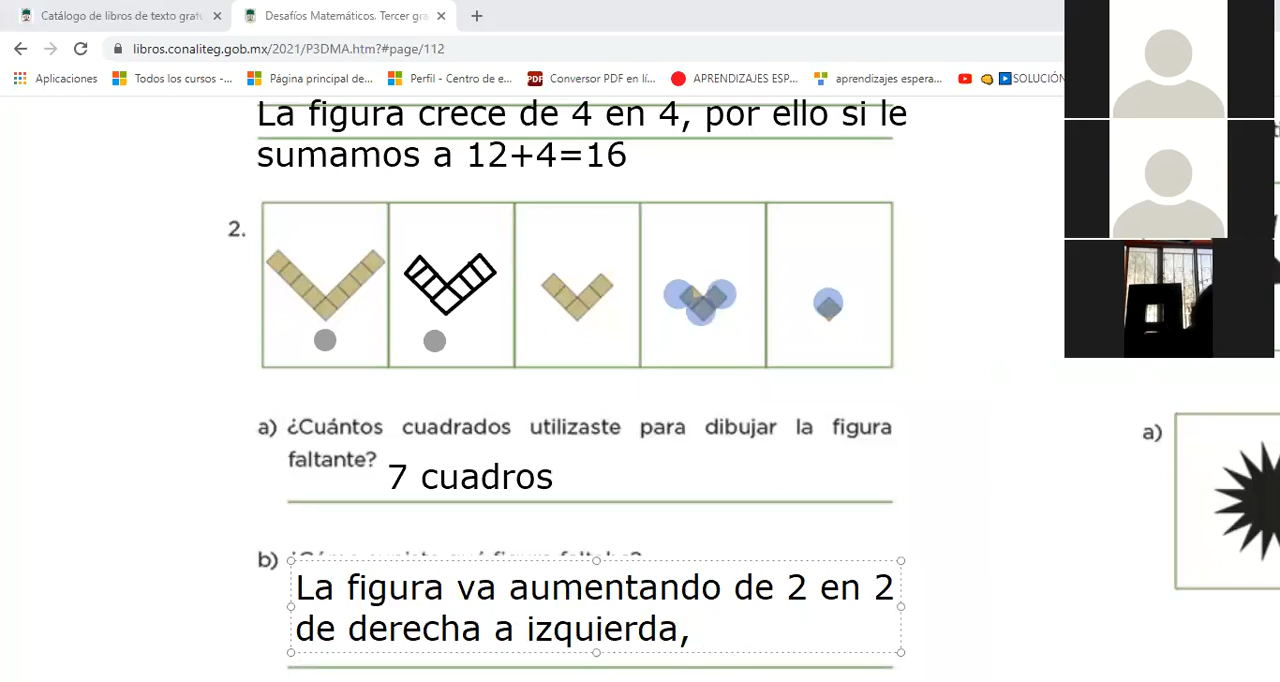 Catálogo de libros de texto gratu
Desafíos Matemáticos. Tercer gra
libros.conaliteg.gob.mx/2021/P3DMA.htm?#page/112
Aplicaciones
Todos los cursos -...
Página principal de...
Perfil - Centro de e...
PDF
Conversor PDF en lí...
APRENDIZAJES ESP...
aprendizajes espera...
SOLUCIÓN
La figura crece de 4 en 4, por ello si le
sumamos a 12+4=16
2.
a) ¿Cuántos cuadrados utilizaste para dibujar la figura
faltante?
7 cuadros
b)
La figura va aumentando de 2 en 2
de derecha a izquierda,
a)